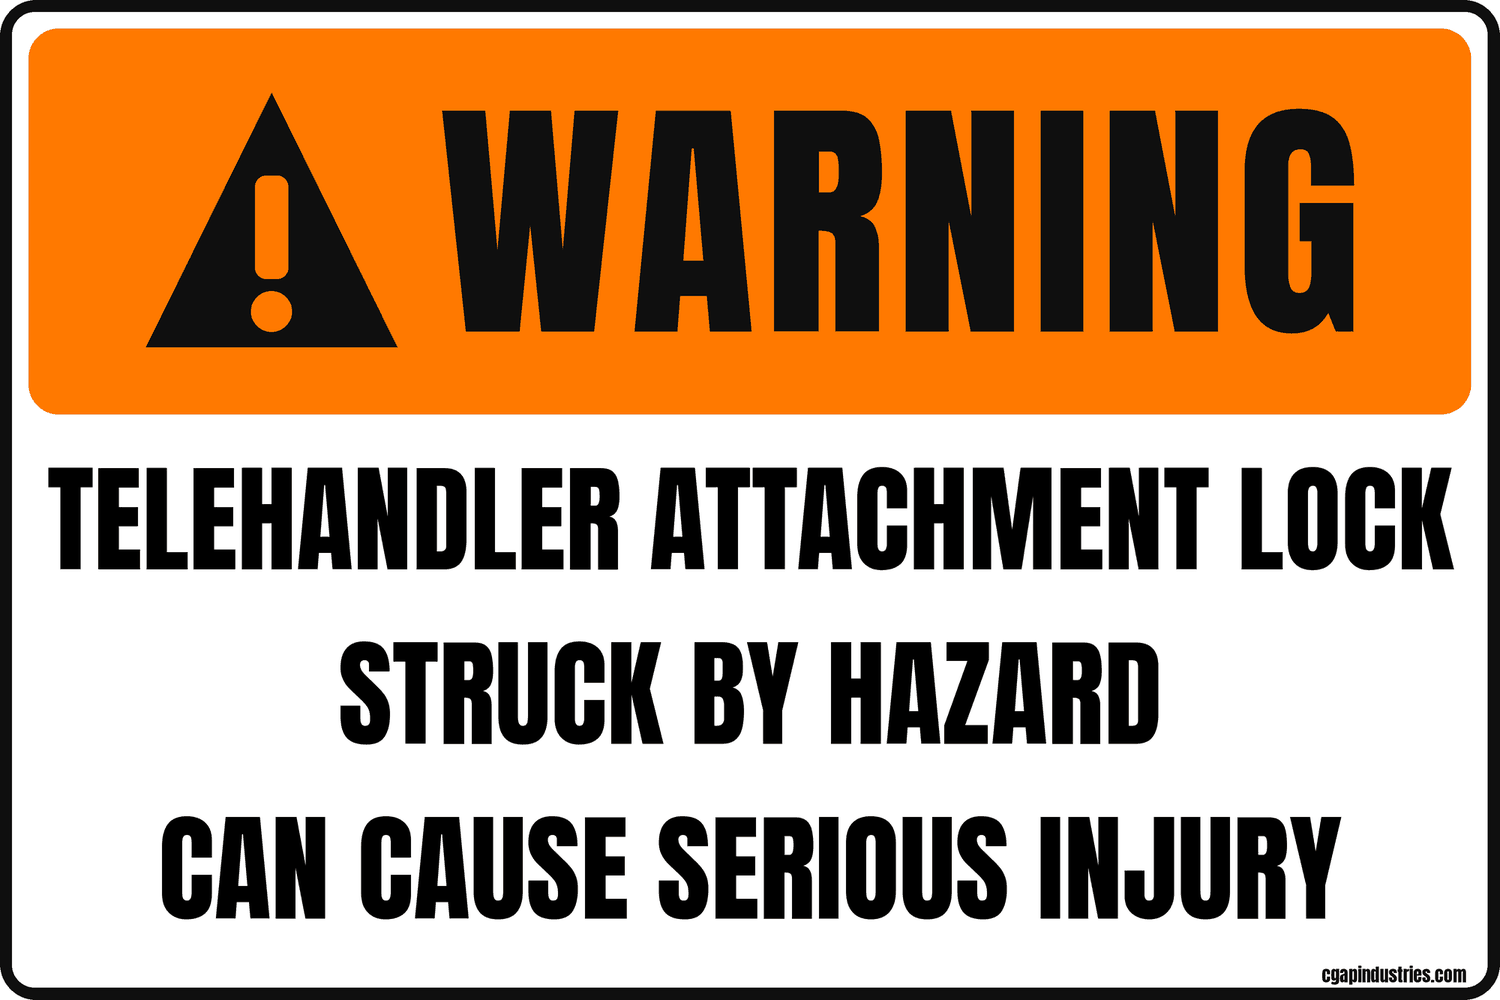 WARNING
TELEHANDLER ATTACHMENT LOCK
STRUCK BY HAZARD
CAN CAUSE SERIOUS INJURY
cgapindustries.com